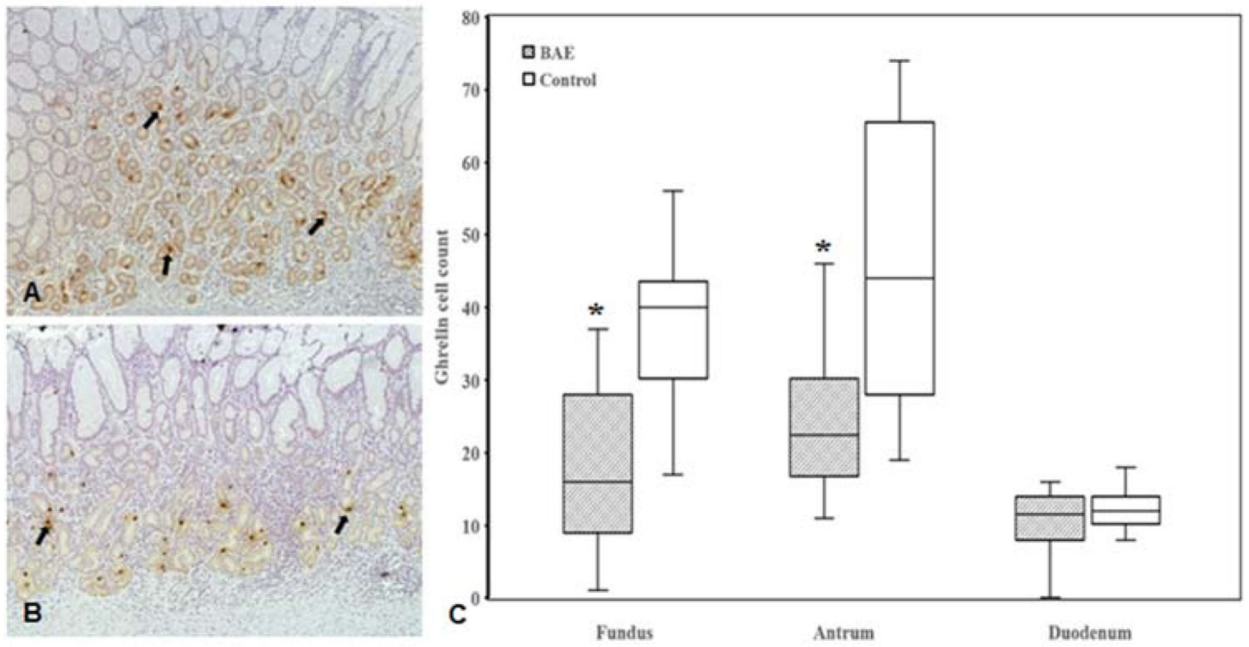 A
B
C
Ghrelin cell count
80
70
60
50
40
30
20
10
0
BAE
Control
*
*
Fundus
Antrum
Duodenum